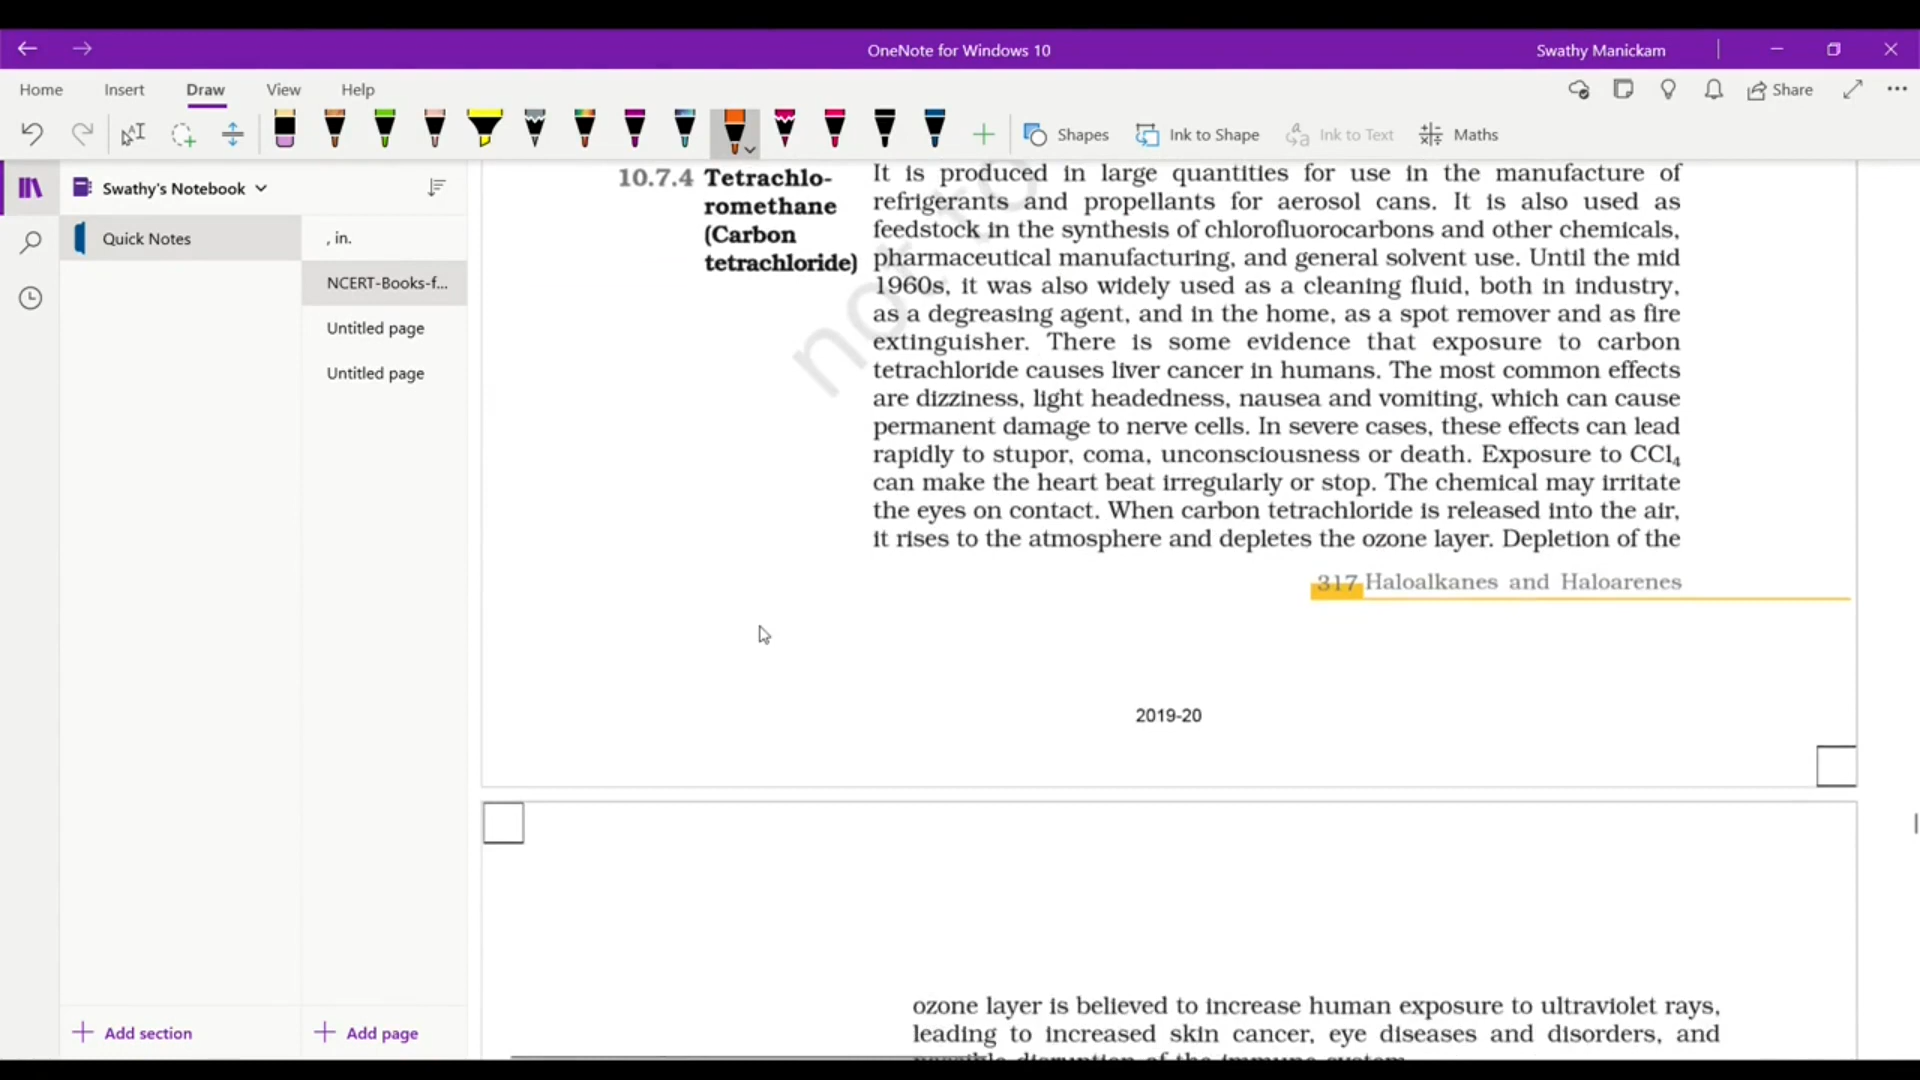 OneNote for Windows 10
Swathy Manickam
Home Insert Draw View Help
Share
Shapes Ink to Shape Ink to Text Maths
Swathy's Notebook
Quick Notes
, in.
NCERT-Books-f...
Untitled page
Untitled page
10.7.4 Tetrachlo-
romethane
(Carbon
tetrachloride)
It is produced in large quantities for use in the manufacture of
refrigerants and propellants for aerosol cans. It is also used as
feedstock in the synthesis of chlorofluorocarbons and other chemicals,
pharmaceutical manufacturing, and general solvent use. Until the mid
1960s, it was also widely used as a cleaning fluid, both in industry,
as a degreasing agent, and in the home, as a spot remover and as fire
extinguisher. There is some evidence that exposure to carbon
tetrachloride causes liver cancer in humans. The most common effects
are dizziness, light headedness, nausea and vomiting, which can cause
permanent damage to nerve cells. In severe cases, these effects can lead
rapidly to stupor, coma, unconsciousness or death. Exposure to CCl₄
can make the heart beat irregularly or stop. The chemical may irritate
the eyes on contact. When carbon tetrachloride is released into the air,
it rises to the atmosphere and depletes the ozone layer. Depletion of the
not to
317 Haloalkanes and Haloarenes
2019-20
ozone layer is believed to increase human exposure to ultraviolet rays,
leading to increased skin cancer, eye diseases and disorders, and
possible disruption of the immune system.
Add section
Add page